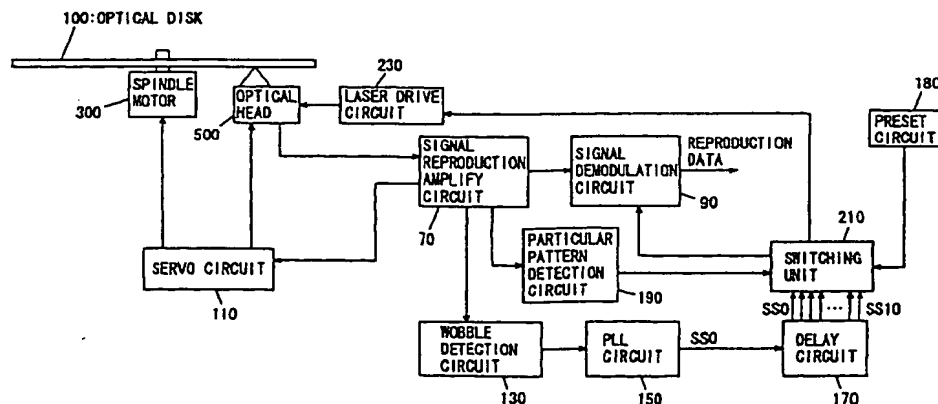 100:OPTICAL DISK
SPINDLE
MOTOR
300
OPTICAL
HEAD
500
230
LASER DRIVE
CIRCUIT
180
PRESET
CIRCUIT
SIGNAL
REPRODUCTION
AMPLIFY
CIRCUIT
70
SIGNAL
DEMODULATION
CIRCUIT
90
REPRODUCTION
DATA
SERVO CIRCUIT
110
PARTICULAR
PATTERN
DETECTION
CIRCUIT
190
210
SWITCHING
UNIT
SS0
...
SS10
WOBBLE
DETECTION
CIRCUIT
130
PLL
CIRCUIT
150
SS0
DELAY
CIRCUIT
170